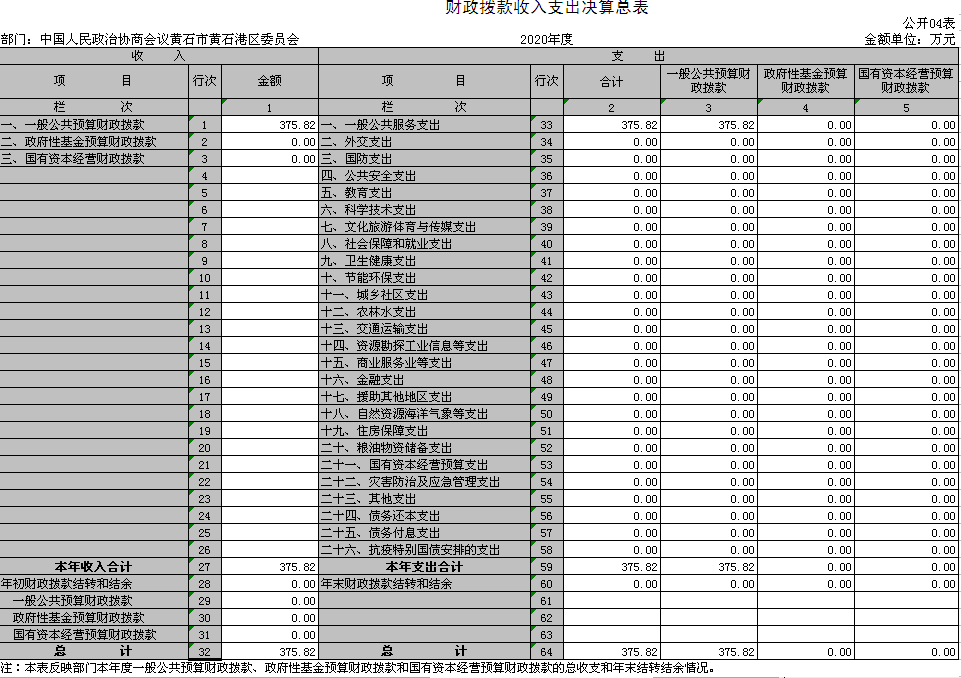 财政拨款收入支出决算总表
公开04表
部门：中国人民政治协商会议黄石市黄石港区委员会 2020年度 金额单位：万元
收 入 支 出
项 目 行次 金额 项 目 行次 合计 一般公共预算财政拨款 政府性基金预算财政拨款 国有资本经营预算财政拨款
栏 次 1 栏 次 2 3 4 5
一、一般公共预算财政拨款 1 375.82 一、一般公共服务支出 33 375.82 375.82 0.00 0.00
二、政府性基金预算财政拨款 2 0.00 二、外交支出 34 0.00 0.00 0.00 0.00
三、国有资本经营财政拨款 3 0.00 三、国防支出 35 0.00 0.00 0.00 0.00
4 四、公共安全支出 36 0.00 0.00 0.00 0.00
5 五、教育支出 37 0.00 0.00 0.00 0.00
6 六、科学技术支出 38 0.00 0.00 0.00 0.00
7 七、文化旅游体育与传媒支出 39 0.00 0.00 0.00 0.00
8 八、社会保障和就业支出 40 0.00 0.00 0.00 0.00
9 九、卫生健康支出 41 0.00 0.00 0.00 0.00
10 十、节能环保支出 42 0.00 0.00 0.00 0.00
11 十一、城乡社区支出 43 0.00 0.00 0.00 0.00
12 十二、农林水支出 44 0.00 0.00 0.00 0.00
13 十三、交通运输支出 45 0.00 0.00 0.00 0.00
14 十四、资源勘探工业信息等支出 46 0.00 0.00 0.00 0.00
15 十五、商业服务业等支出 47 0.00 0.00 0.00 0.00
16 十六、金融支出 48 0.00 0.00 0.00 0.00
17 十七、援助其他地区支出 49 0.00 0.00 0.00 0.00
18 十八、自然资源海洋气象等支出 50 0.00 0.00 0.00 0.00
19 十九、住房保障支出 51 0.00 0.00 0.00 0.00
20 二十、粮油物资储备支出 52 0.00 0.00 0.00 0.00
21 二十一、国有资本经营预算支出 53 0.00 0.00 0.00 0.00
22 二十二、灾害防治及应急管理支出 54 0.00 0.00 0.00 0.00
23 二十三、其他支出 55 0.00 0.00 0.00 0.00
24 二十四、债务还本支出 56 0.00 0.00 0.00 0.00
25 二十五、债务付息支出 57 0.00 0.00 0.00 0.00
26 二十六、抗疫特别国债安排的支出 58 0.00 0.00 0.00 0.00
本年收入合计 27 375.82 本年支出合计 59 375.82 375.82 0.00 0.00
年初财政拨款结转和结余 28 0.00 年末财政拨款结转和结余 60 0.00 0.00 0.00 0.00
一般公共预算财政拨款 29 0.00 61
政府性基金预算财政拨款 30 0.00 62
国有资本经营预算财政拨款 31 0.00 63
总 计 32 375.82 总 计 64 375.82 375.82 0.00 0.00
注：本表反映部门本年度一般公共预算财政拨款、政府性基金预算财政拨款和国有资本经营预算财政拨款的总收支和年末结转结余情况。